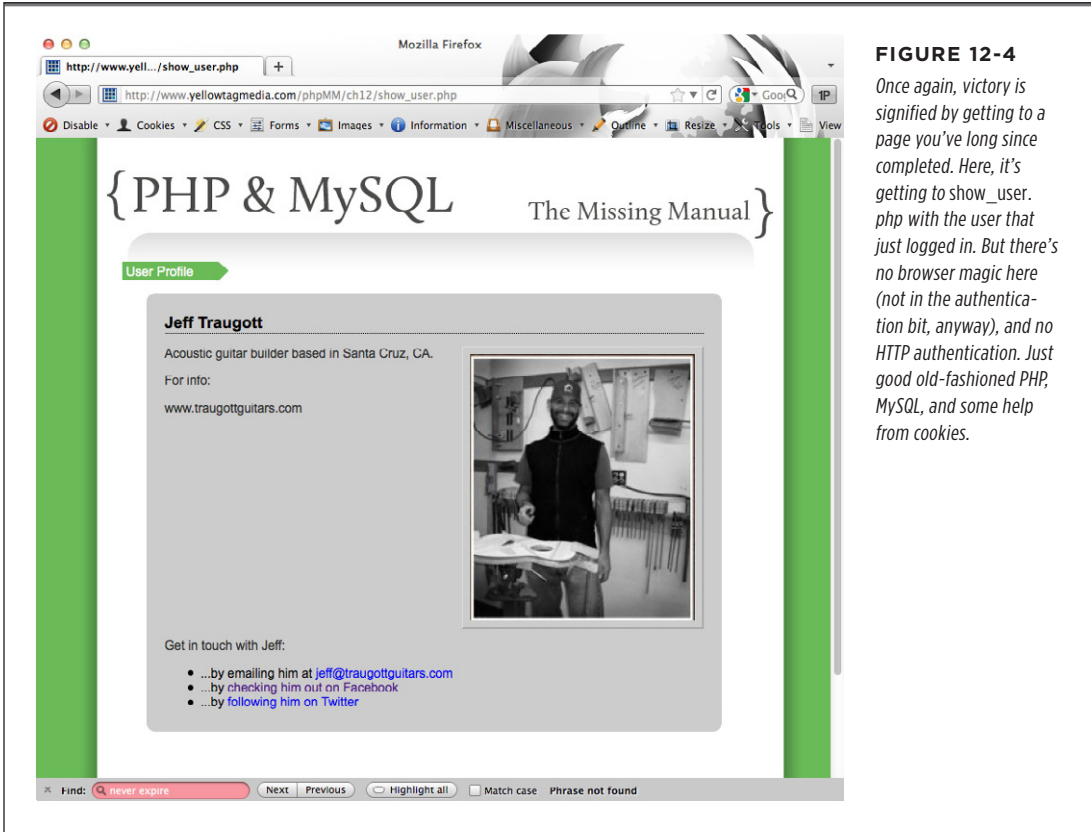 Mozilla Firefox
http://www.yell.../show_user.php
+
http://www.yellowtagmedia.com/phpMM/ch12/show_user.php
Goo
1P
Disable
Cookies
CSS
Forms
Images
Information
Miscellaneous
Outline
Resize
Tools
View
{PHP & MySQL
The Missing Manual}
User Profile
Jeff Traugott
Acoustic guitar builder based in Santa Cruz, CA.
For info:
www.traugottguitars.com
Get in touch with Jeff:
• ...by emailing him at jeff@traugottguitars.com
• ...by checking him out on Facebook
• ...by following him on Twitter
× Find: never expire Next Previous Highlight all Match case Phrase not found
FIGURE 12-4
Once again, victory is
signified by getting to a
page you've long since
completed. Here, it's
getting to show_user.
php with the user that
just logged in. But there's
no browser magic here
(not in the authentica-
tion bit, anyway), and no
HTTP authentication. Just
good old-fashioned PHP,
MySQL, and some help
from cookies.